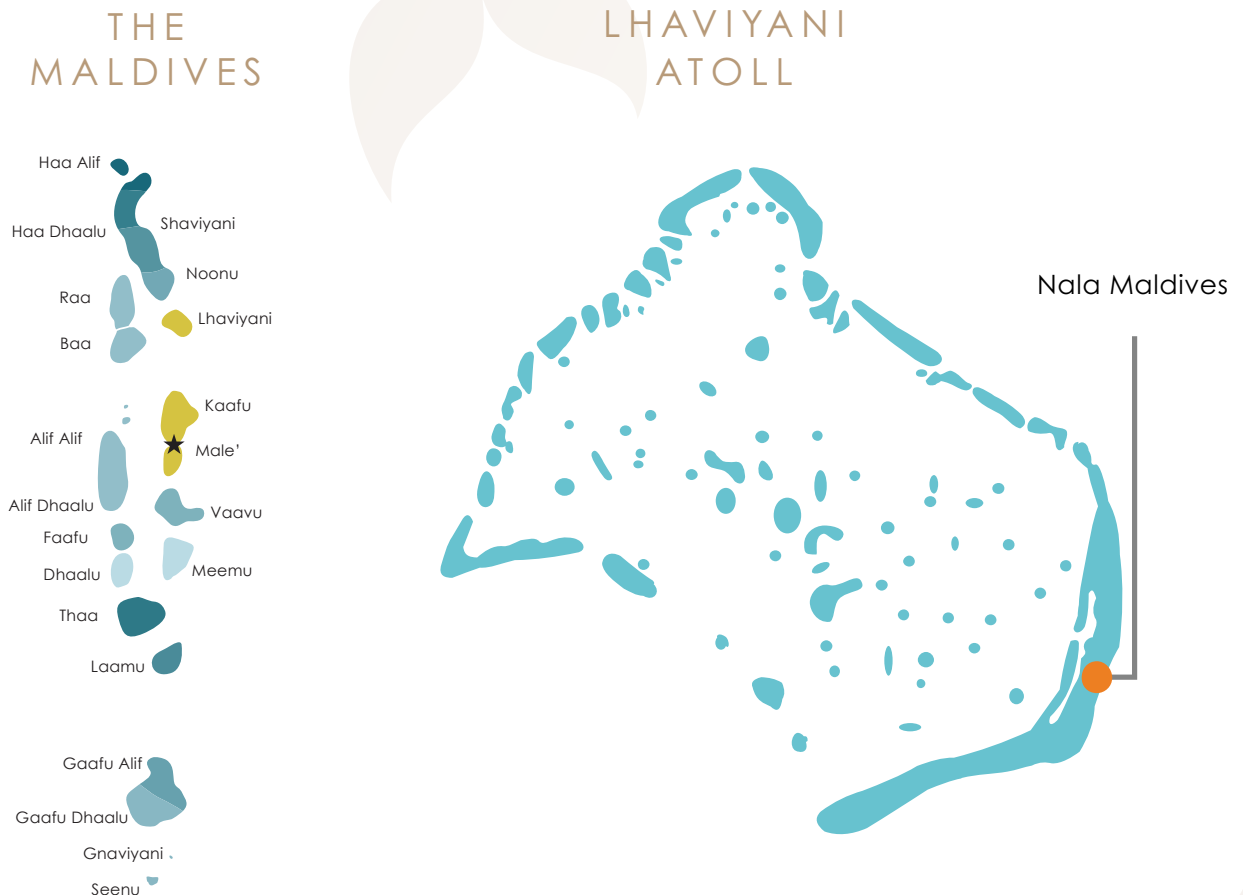 THE
MALDIVES
LHAVIYANI
ATOLL
Haa Alif
Haa Dhaalu
Shaviyani
Noonu
Raa
Lhaviyani
Baa
Kaafu
Alif Alif
Male’
Alif Dhaalu
Vaavu
Faafu
Dhaalu
Meemu
Thaa
Laamu
Gaafu Alif
Gaafu Dhaalu
Gnaviyani
Seenu
Nala Maldives